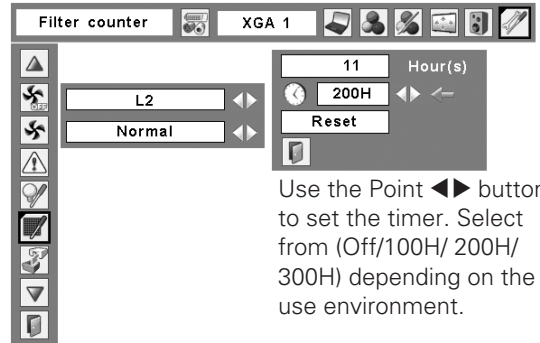 Filter counter
XGA 1
OFF
11 Hour(s)
L2
200H
Normal
Reset
Use the Point ◀▶ button
to set the timer. Select
from (Off/100H/ 200H/
300H) depending on the
use environment.